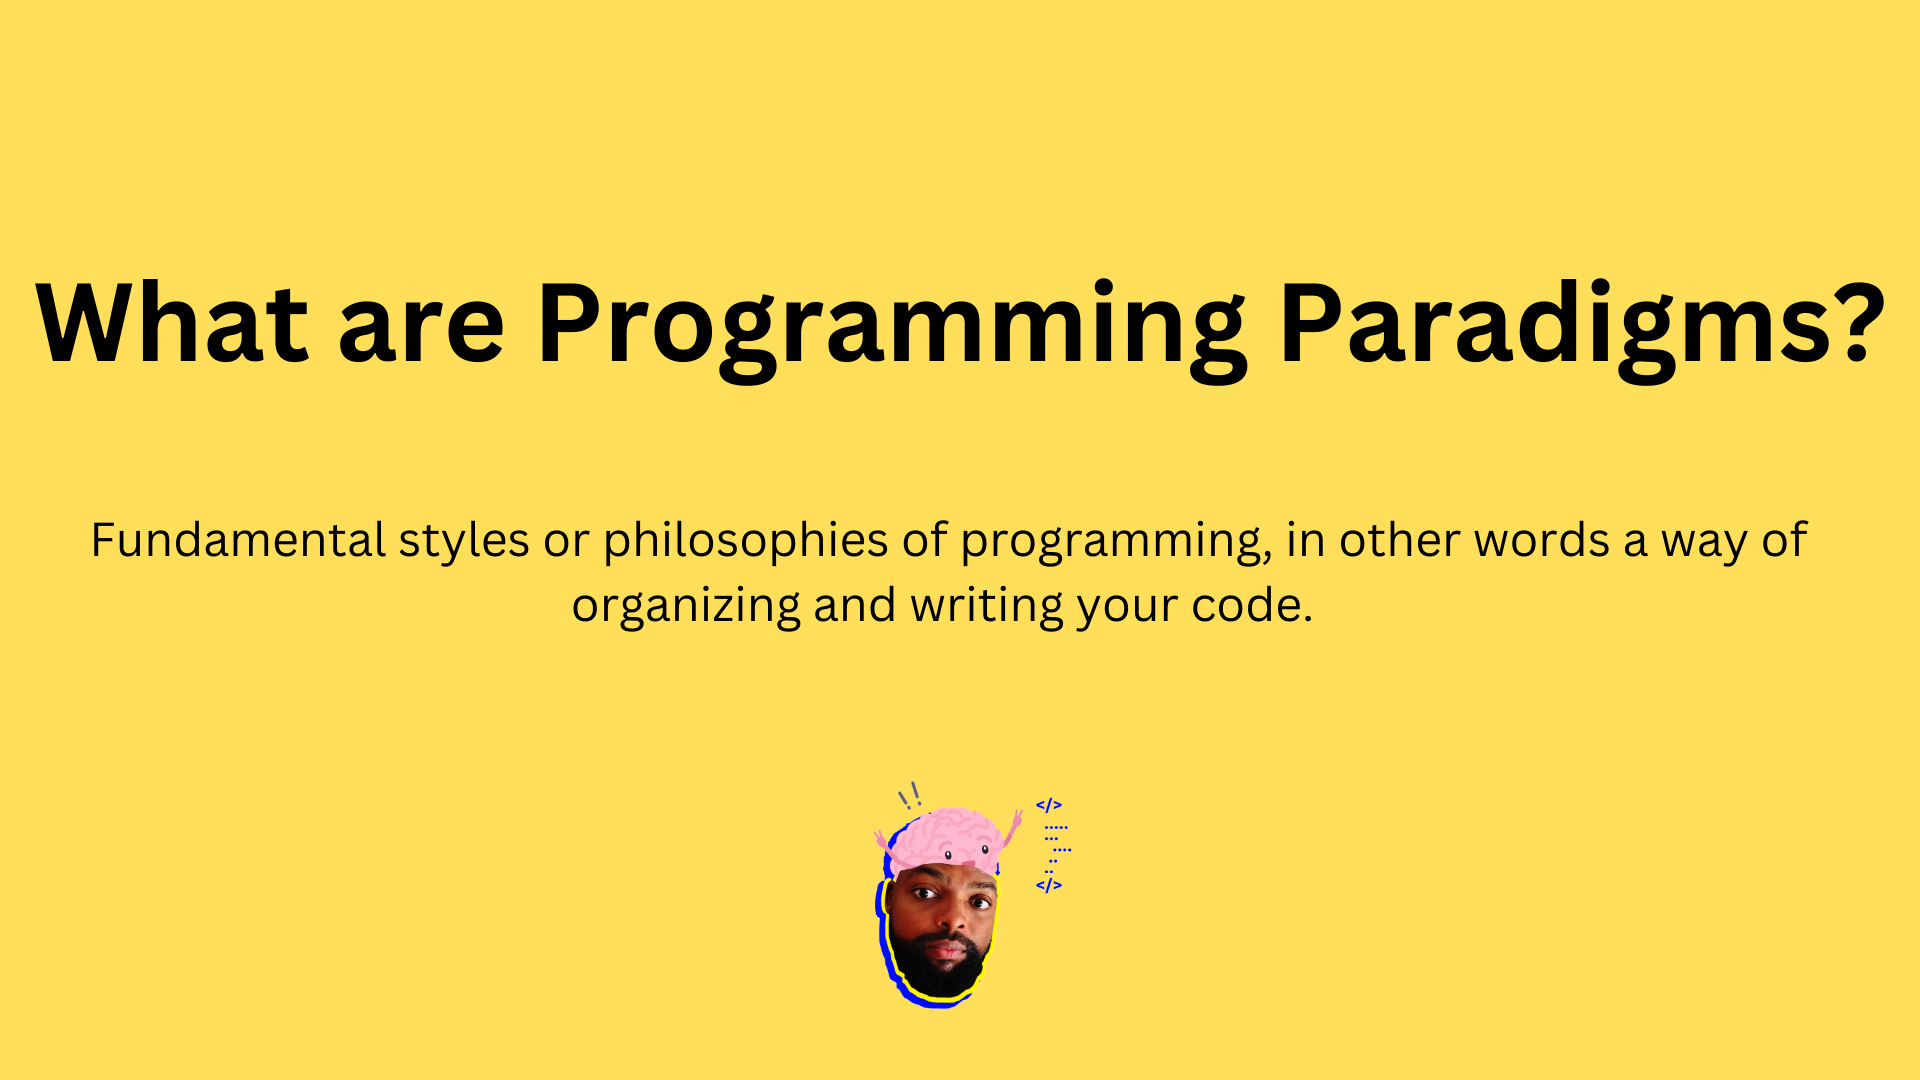 What are Programming Paradigms?
Fundamental styles or philosophies of programming, in other words a way of
organizing and writing your code.
!!
</>
</>